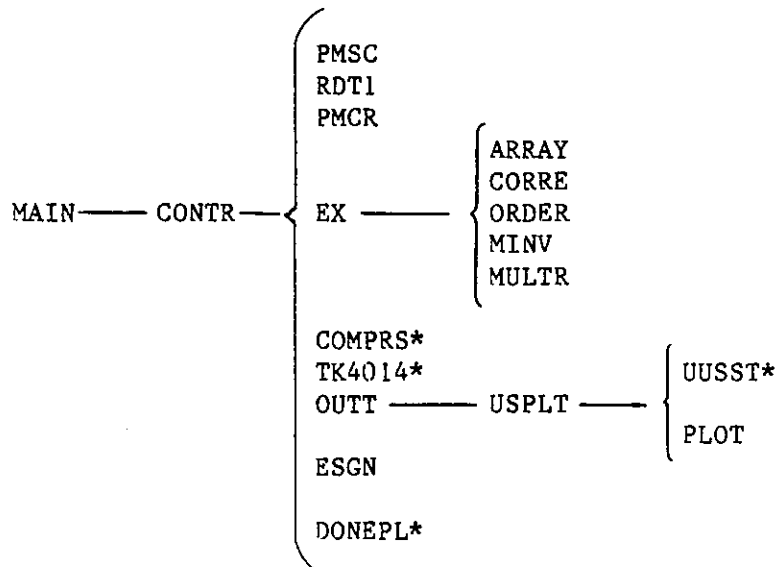 PMSC
RDT1
PMCR
ARRAY
CORRE
MAIN CONTR EX ORDER
MINV
MULTR
COMPRS*
TK4014* UUSST*
OUTT USPLT
PLOT
ESGN
DONEPL*